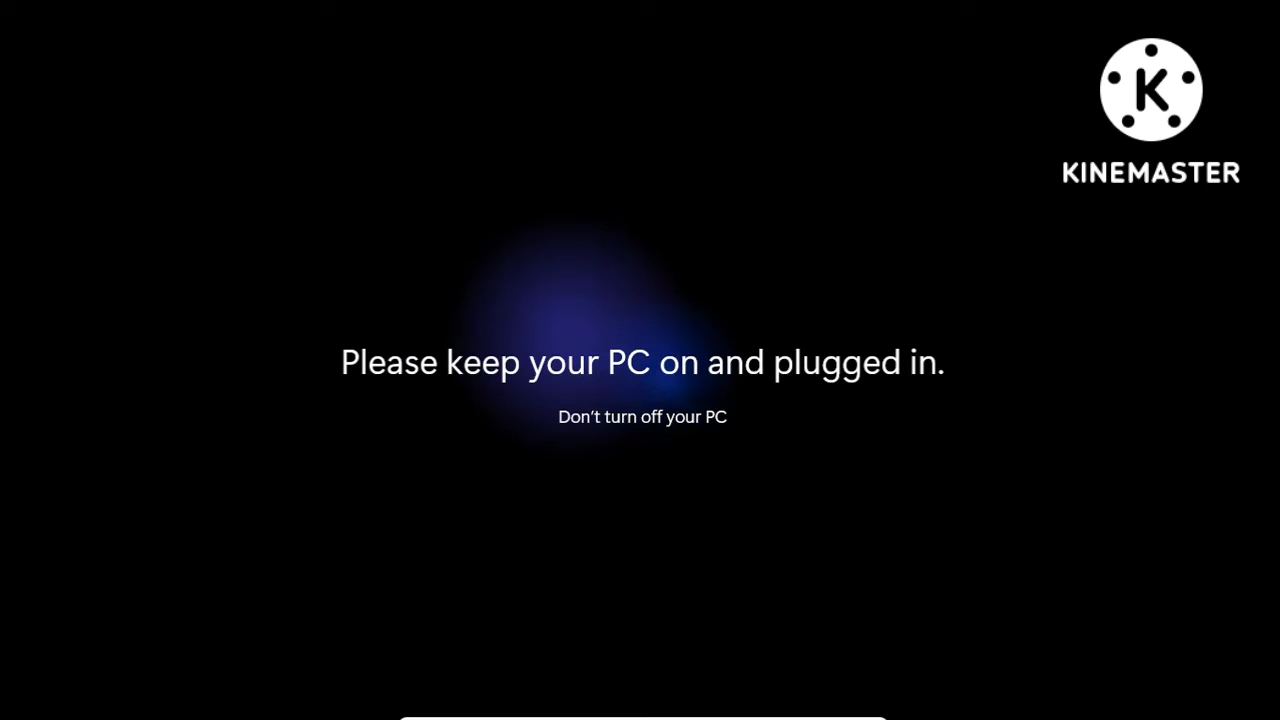 K
KINEMASTER
Please keep your PC on and plugged in.
Don't turn off your PC